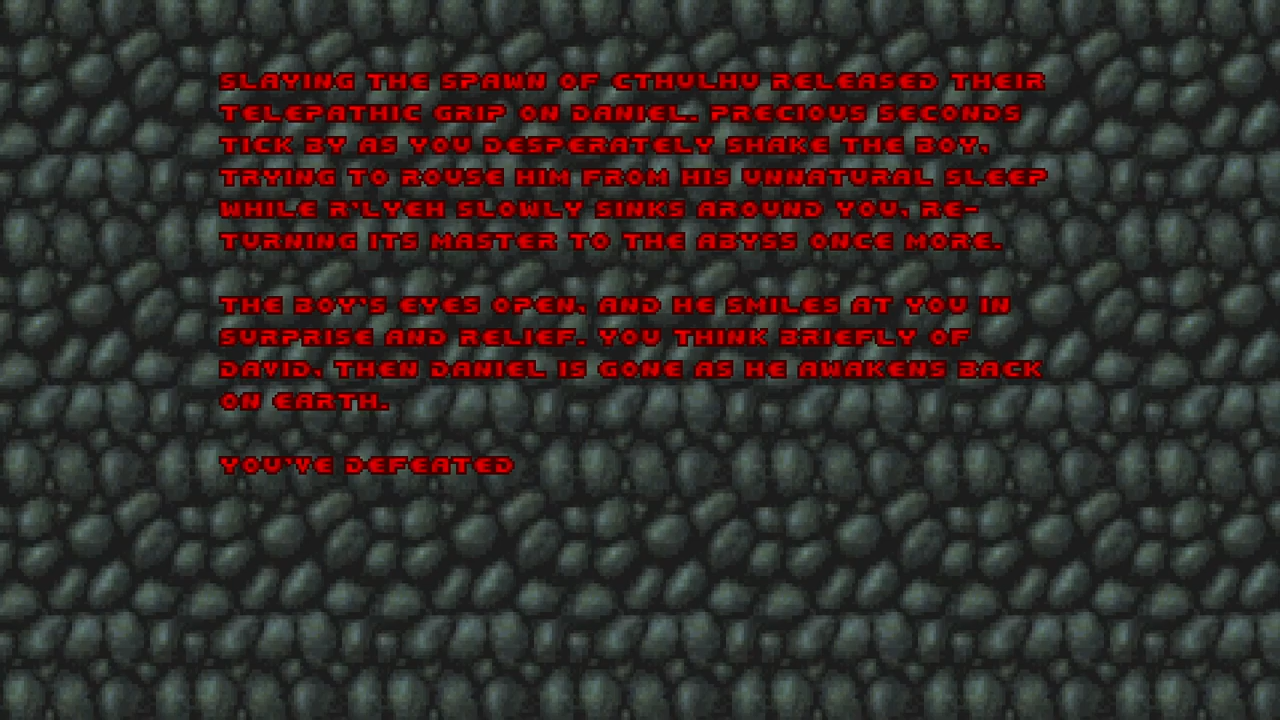 SLAYING THE SPAWN OF CTHULHU RELEASED THEIR
TELEPATHIC GRIP ON DANIEL. PRECIOUS SECONDS
TICK BY AS YOU DESPERATELY SHAKE THE BOY,
TRYING TO ROUSE HIM FROM HIS UNNATURAL SLEEP
WHILE R'LYEH SLOWLY SINKS AROUND YOU, RE-
TURNING ITS MASTER TO THE ABYSS ONCE MORE.
THE BOY'S EYES OPEN, AND HE SMILES AT YOU IN
SURPRISE AND RELIEF. YOU THINK BRIEFLY OF
DAVID, THEN DANIEL IS GONE AS HE AWAKENS BACK
ON EARTH.
YOU'VE DEFEATED